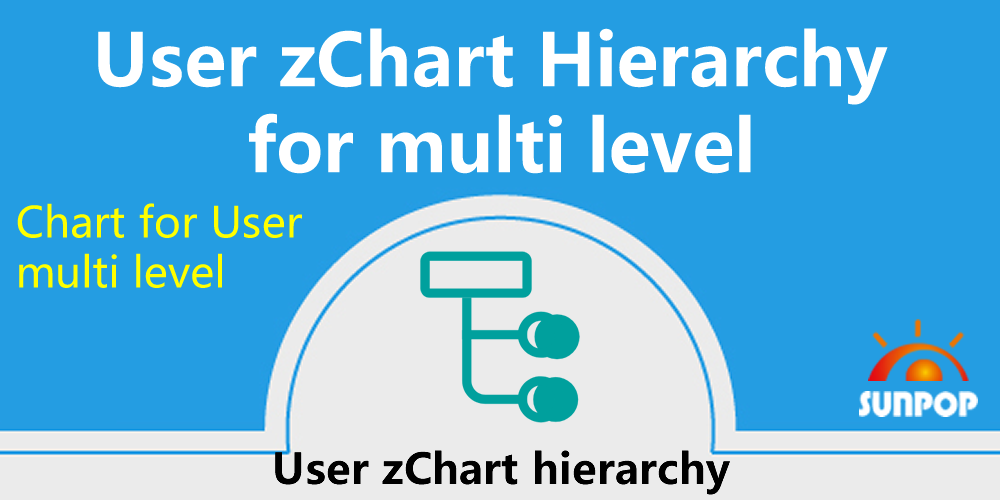 User zChart Hierarchy
for multi level
Chart for User
multi level
SUNPOP
User zChart hierarchy